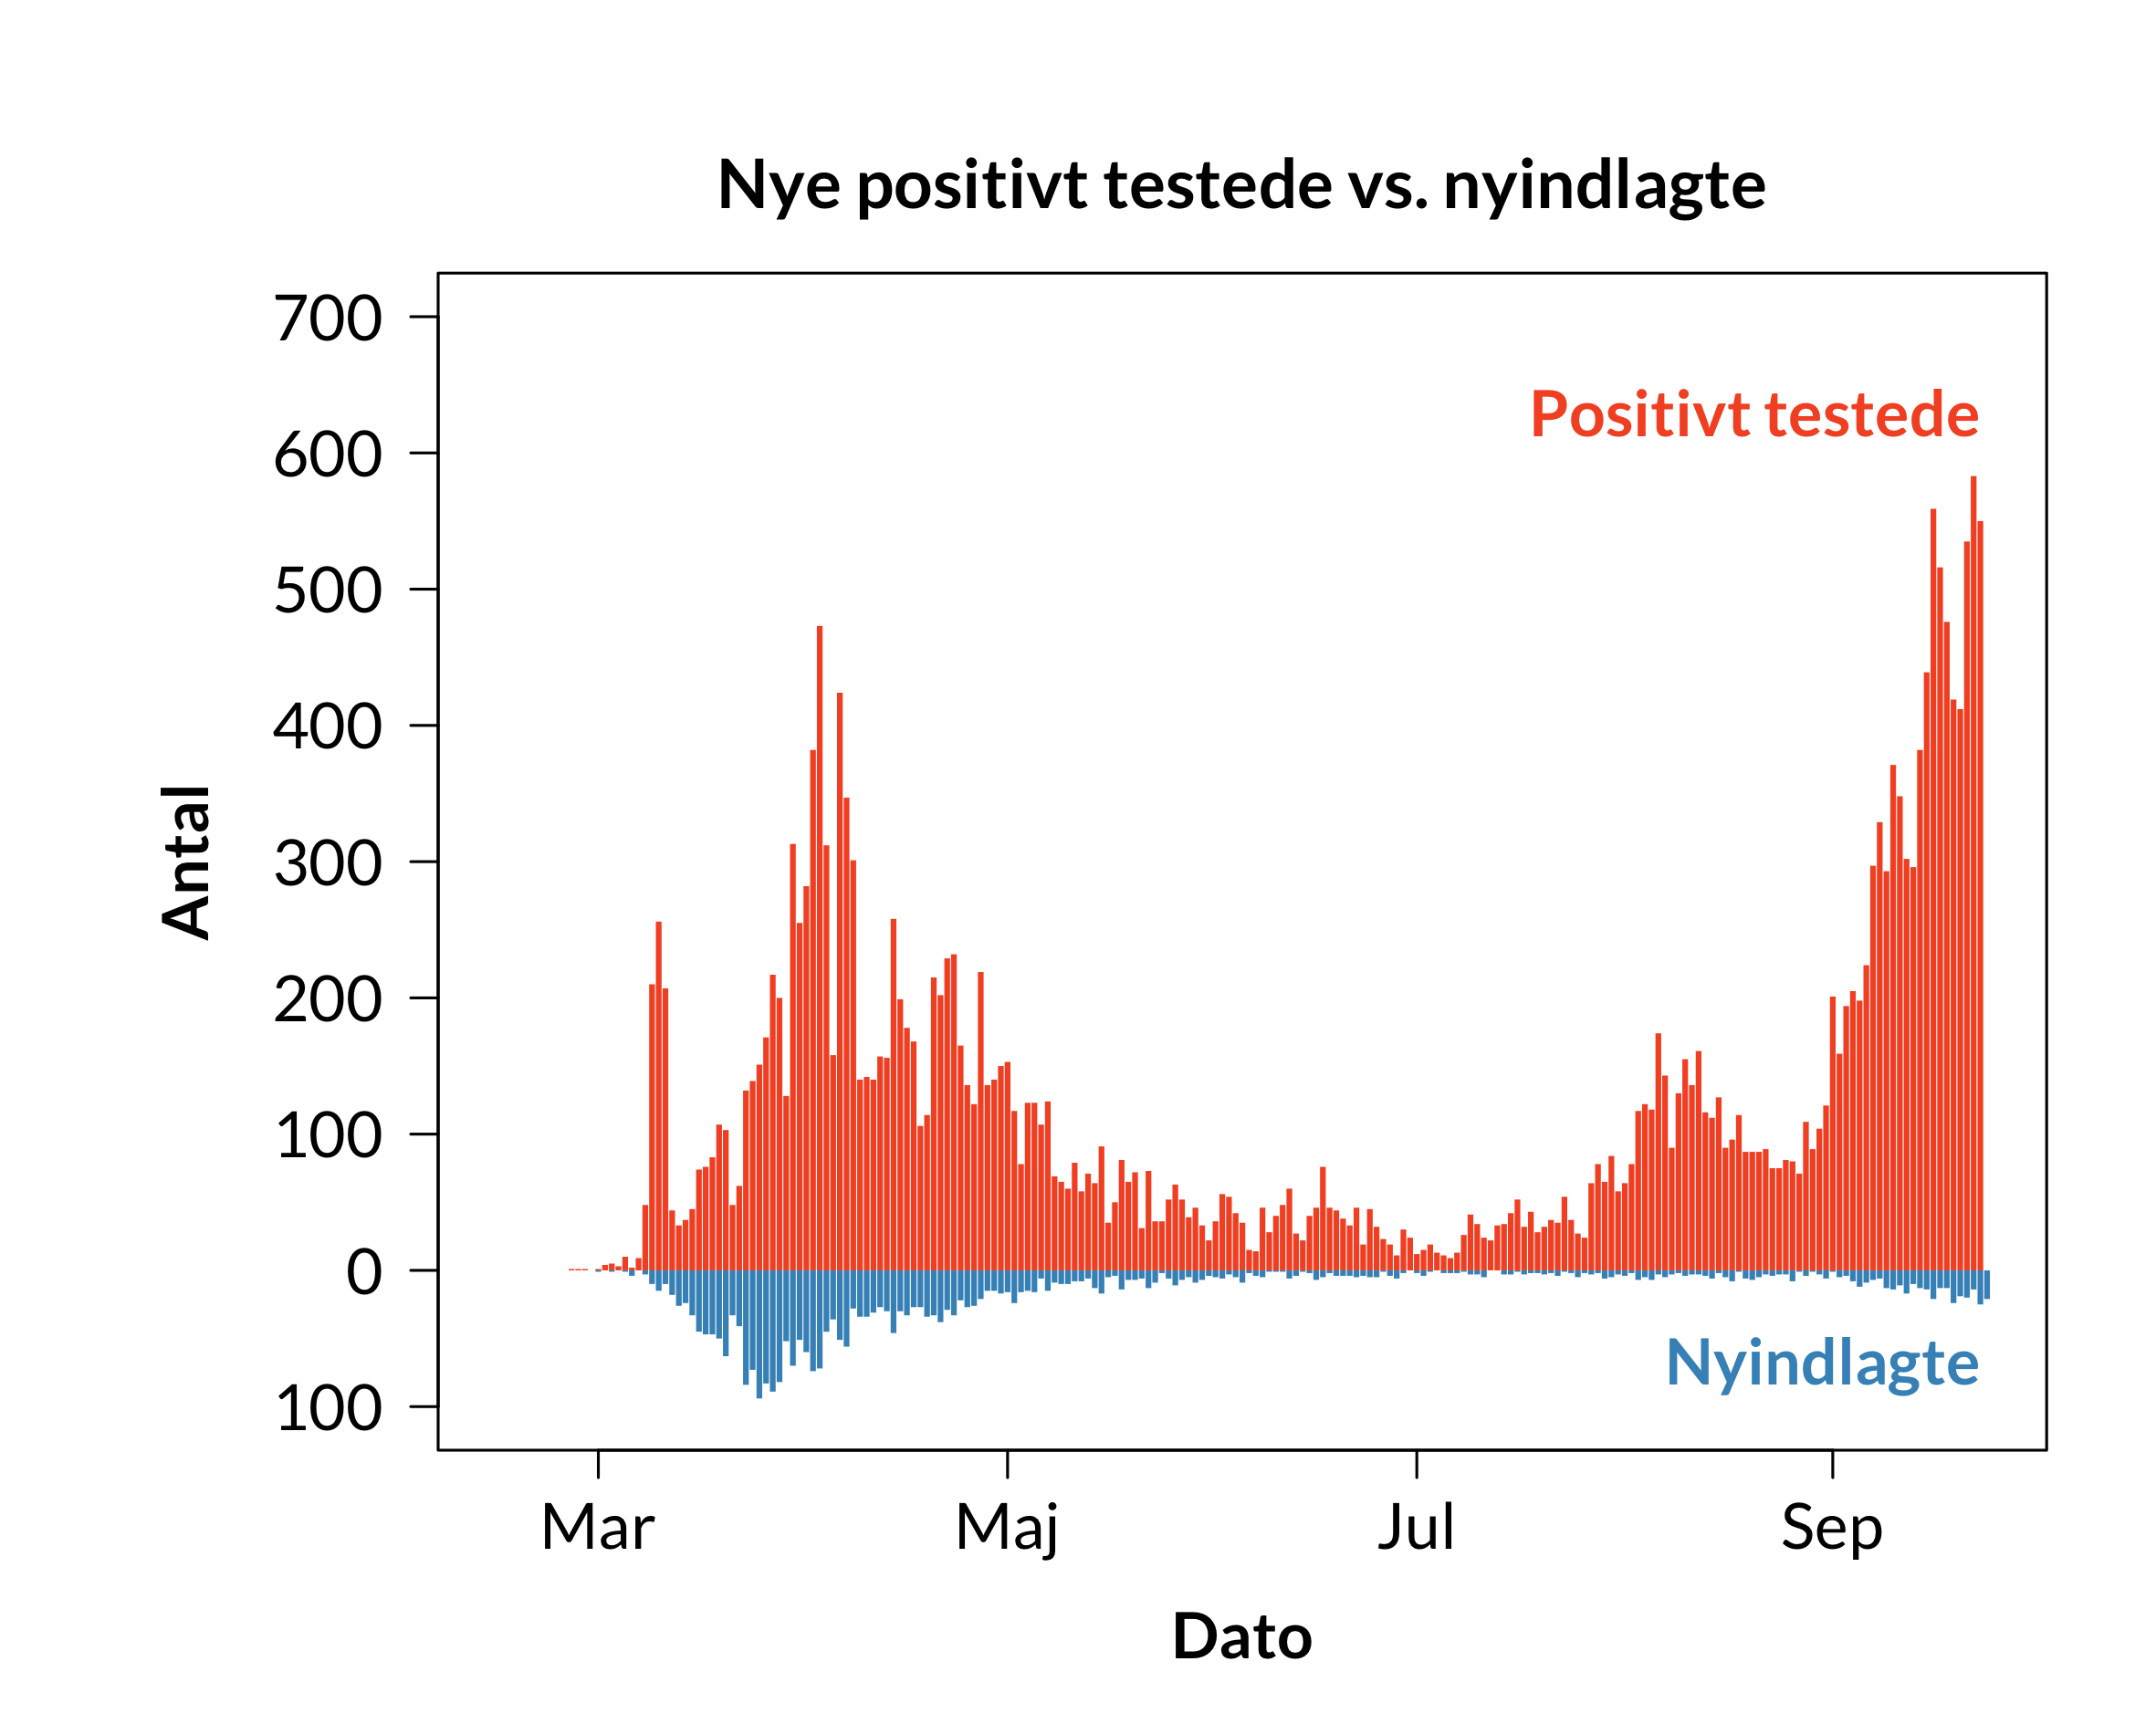 Nye positivt testede vs. nyindlagte
700
600
500
400
300
200
100
0
100
Antal
Positivt testede
Nyindlagte
Mar Maj Jul Sep
Dato